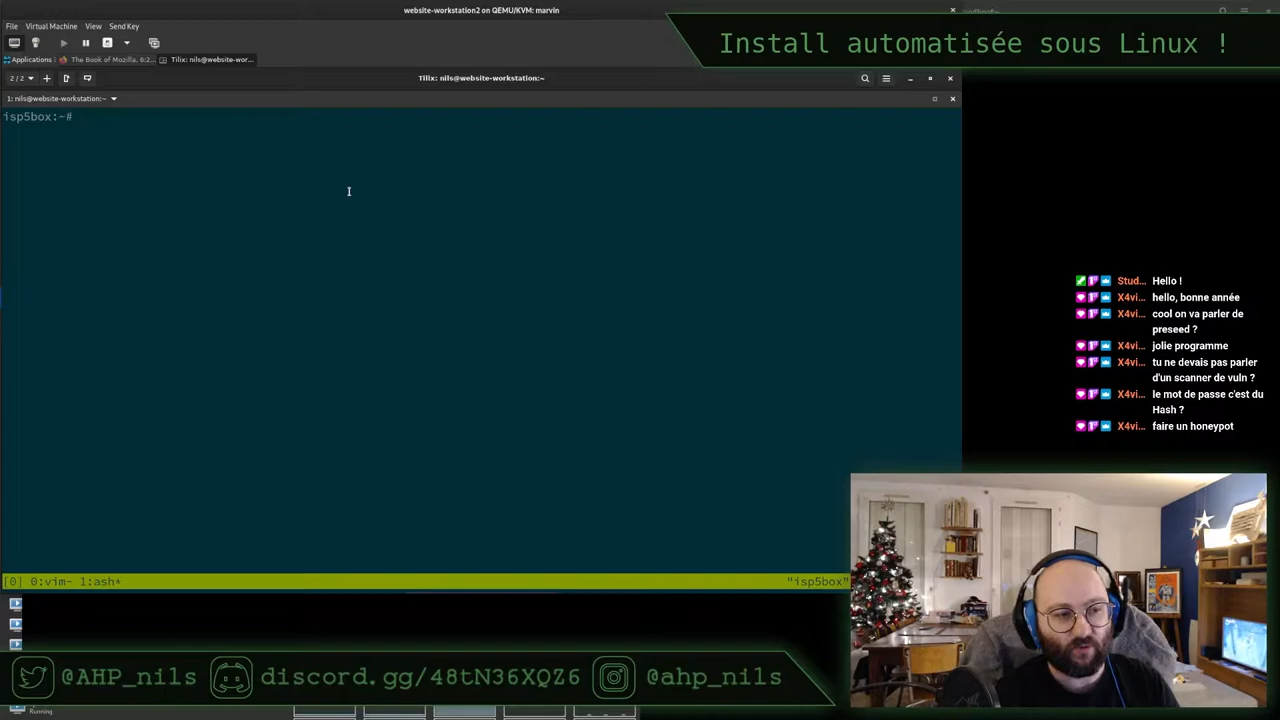 website-workstation2 on QEMU/KVM: marvin
File Virtual Machine View Send Key
Install automatisée sous Linux !
Applications
The Book of Mozilla, 6:2...
Tilix: nils@website-wor...
2 / 2
Tilix: nils@website-workstation:~
1: nils@website-workstation:~
isp5box:~#
Stud... Hello !
X4vi... hello, bonne année
X4vi... cool on va parler de
preseed ?
X4vi... jolie programme
X4vi... tu ne devais pas parler
d'un scanner de vuln ?
X4vi... le mot de passe c'est du
Hash ?
X4vi... faire un honeypot
[0] 0:vim- 1:ash*
"isp5box"
@AHP_nils
discord.gg/48tN36XQZ6
@ahp_nils
Running